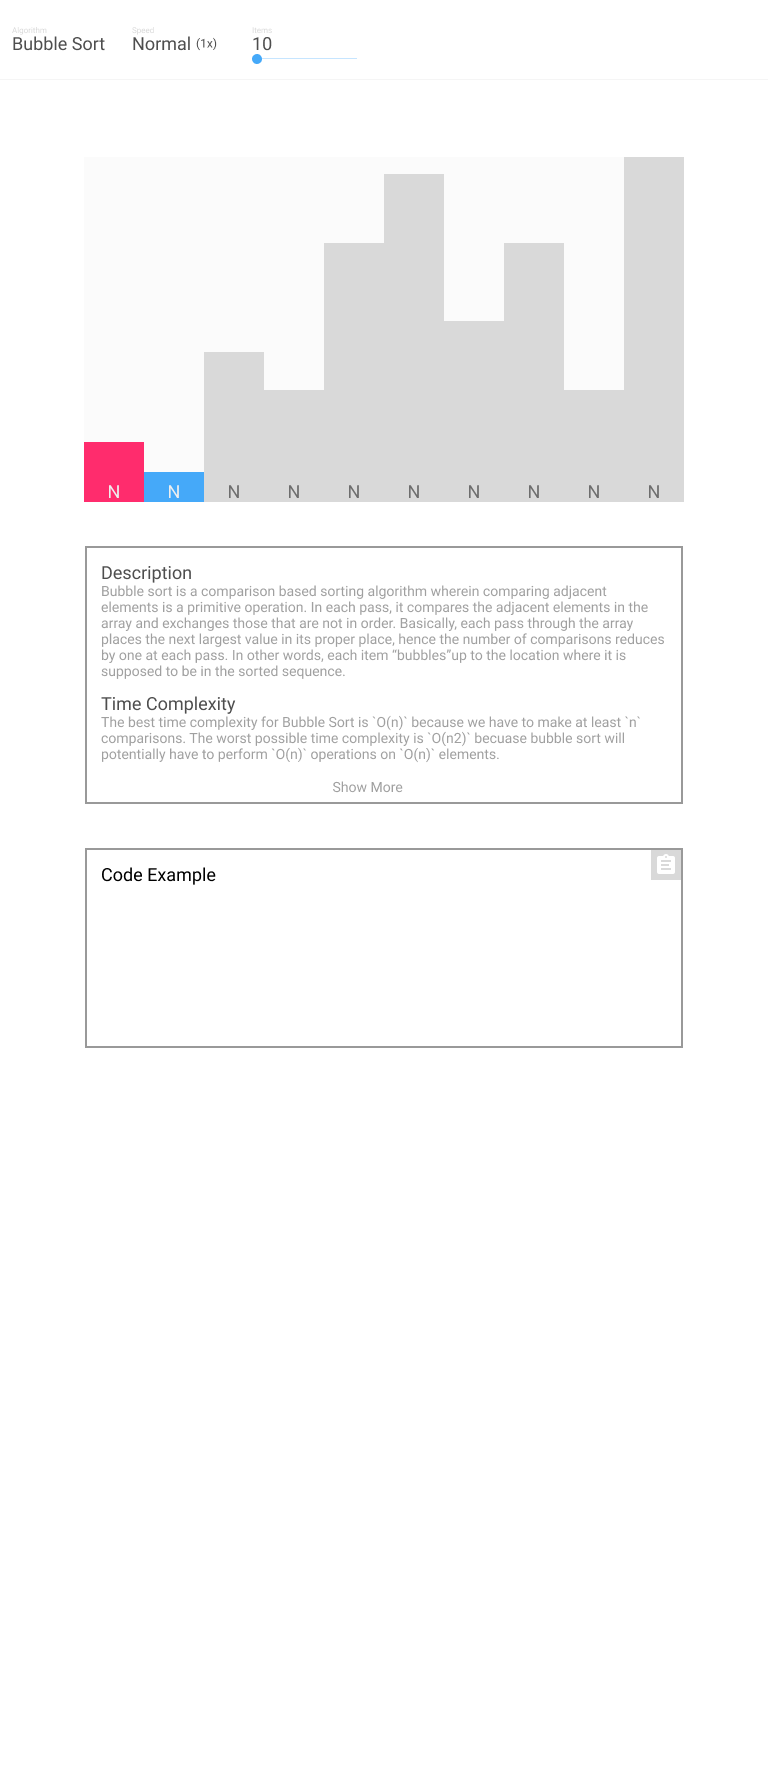 Algorithm
Speed
Items
Bubble Sort
Normal (1x)
10
N N N N N N N N N N
Description
Bubble sort is a comparison based sorting algorithm wherein comparing adjacent
elements is a primitive operation. In each pass, it compares the adjacent elements in the
array and exchanges those that are not in order. Basically, each pass through the array
places the next largest value in its proper place, hence the number of comparisons reduces
by one at each pass. In other words, each item “bubbles”up to the location where it is
supposed to be in the sorted sequence.
Time Complexity
The best time complexity for Bubble Sort is `O(n)` because we have to make at least `n`
comparisons. The worst possible time complexity is `O(n2)` becuase bubble sort will
potentially have to perform `O(n)` operations on `O(n)` elements.
Show More
Code Example